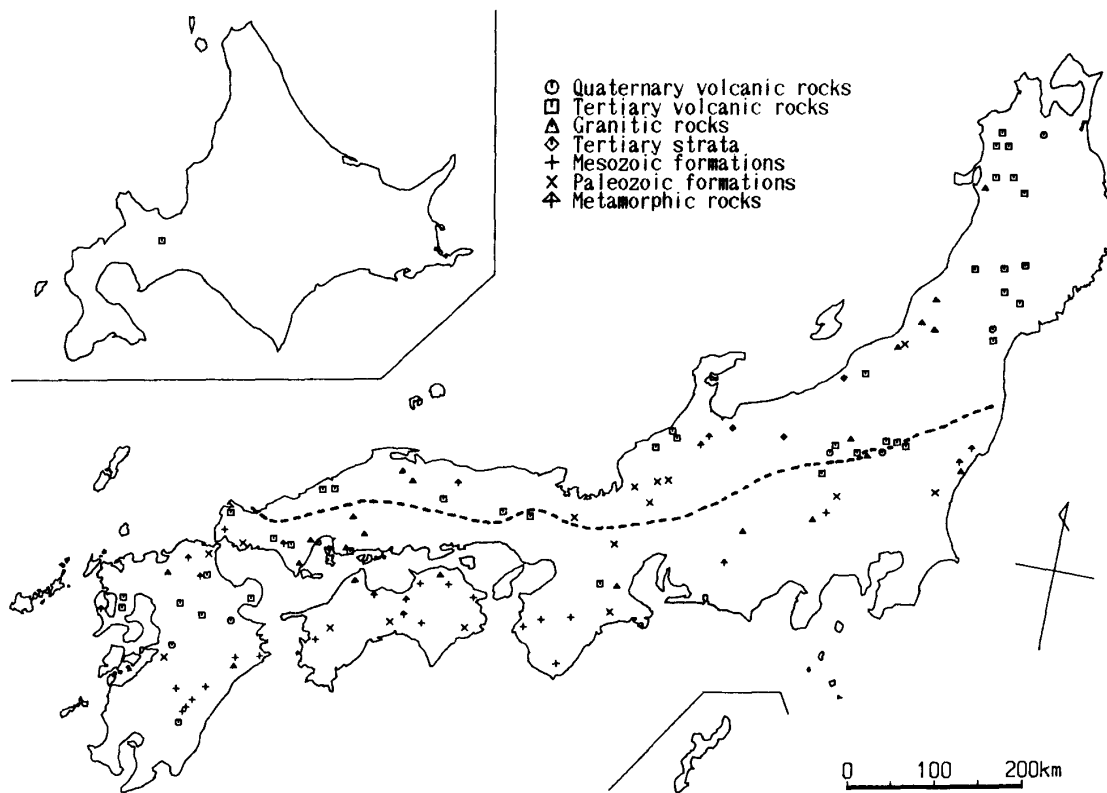 Quaternary volcanic rocks
Tertiary volcanic rocks
Granitic rocks
Tertiary strata
Mesozoic formations
Paleozoic formations
Metamorphic rocks
0 100 200km